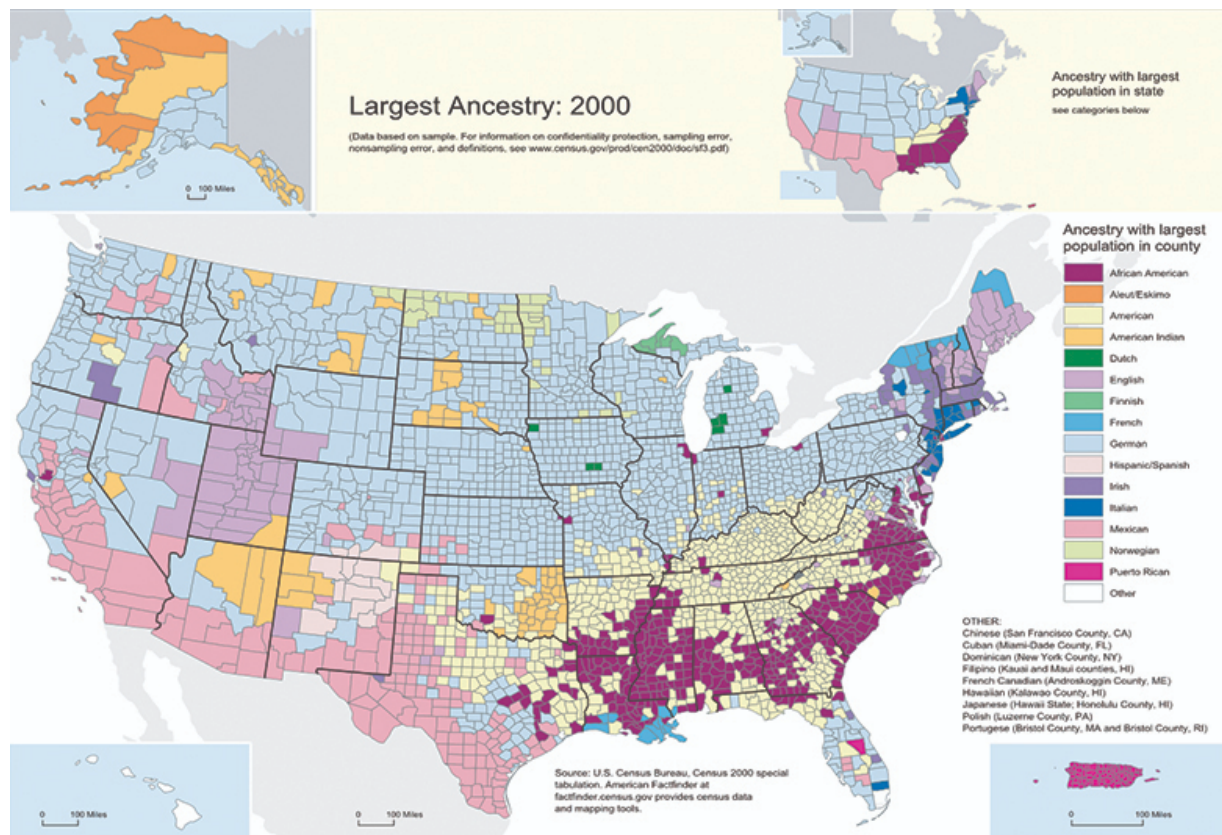 Largest Ancestry: 2000
(Data based on sample. For information on confidentiality protection, sampling error,
nonsampling error, and definitions, see www.census.gov/prod/cen2000/doc/sf3.pdf)
0 100 Miles
Ancestry with largest
population in state
see categories below
Ancestry with largest
population in county
African American
Aleut/Eskimo
American
American Indian
Dutch
English
Finnish
French
German
Hispanic/Spanish
Irish
Italian
Mexican
Norwegian
Puerto Rican
Other
OTHER:
Chinese (San Francisco County, CA)
Cuban (Miami-Dade County, FL)
Dominican (New York County, NY)
Filipino (Kauai and Maui counties, HI)
French Canadian (Androskoggin County, ME)
Hawaiian (Kalawao County, HI)
Japanese (Hawaii State; Honolulu County, HI)
Polish (Luzerne County, PA)
Portugese (Bristol County, MA and Bristol County, RI)
Source: U.S. Census Bureau, Census 2000 special
tabulation. American Factfinder at
factfinder.census.gov provides census data
and mapping tools.
0 100 Miles
0 100 Miles
0 100 Miles